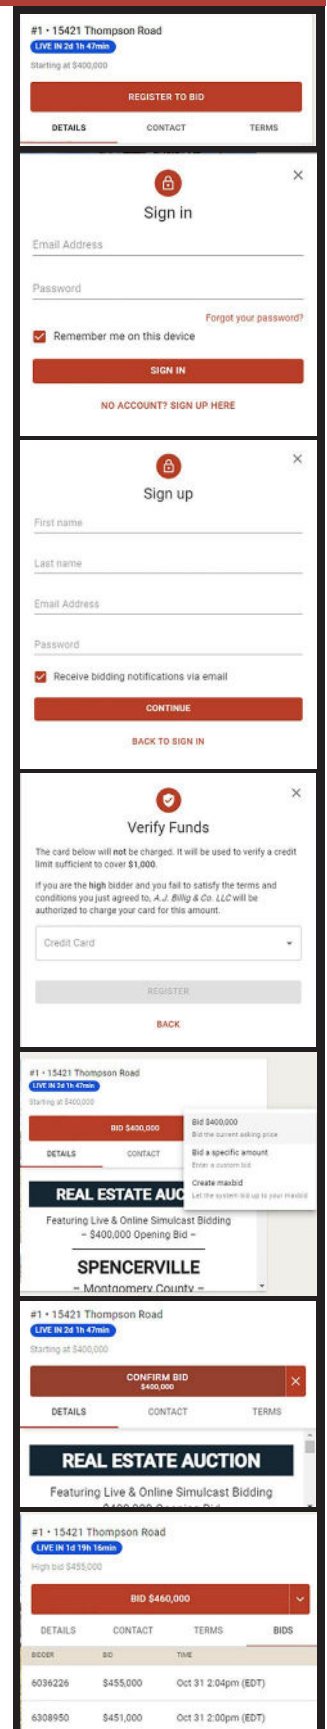 #1 • 15421 Thompson Road
LIVE IN 2d 1h 47min
Starting at $400,000
REGISTER TO BID
DETAILS CONTACT TERMS
Sign in
Email Address
Password
Forgot your password?
Remember me on this device
SIGN IN
NO ACCOUNT? SIGN UP HERE
Sign up
First name
Last name
Email Address
Password
Receive bidding notifications via email
CONTINUE
BACK TO SIGN IN
Verify Funds
The card below will not be charged. It will be used to verify a credit
limit sufficient to cover $1,000.
If you are the high bidder and you fail to satisfy the terms and
conditions you just agreed to, A.J. Billig & Co. LLC will be
authorized to charge your card for this amount.
Credit Card
REGISTER
BACK
#1 • 15421 Thompson Road
LIVE IN 2d 1h 47min
Starting at $400,000
BID $400,000
Bid $400,000
Bid the current asking price
Bid a specific amount
Enter a custom bid
Create maxbid
Let the system bid up to your maxbid
DETAILS CONTACT
REAL ESTATE AUC
Featuring Live & Online Simulcast Bidding
– $400,000 Opening Bid –
SPENCERVILLE
– Montgomery County –
#1 • 15421 Thompson Road
LIVE IN 2d 1h 47min
Starting at $400,000
CONFIRM BID
$400,000
DETAILS CONTACT TERMS
REAL ESTATE AUCTION
Featuring Live & Online Simulcast Bidding
$400,000 Opening Bid
#1 • 15421 Thompson Road
LIVE IN 1d 19h 16min
High bid $455,000
BID $460,000
DETAILS CONTACT TERMS BIDS
BIDDER BID TIME
6036226 $455,000 Oct 31 2:04pm (EDT)
6308950 $451,000 Oct 31 2:00pm (EDT)